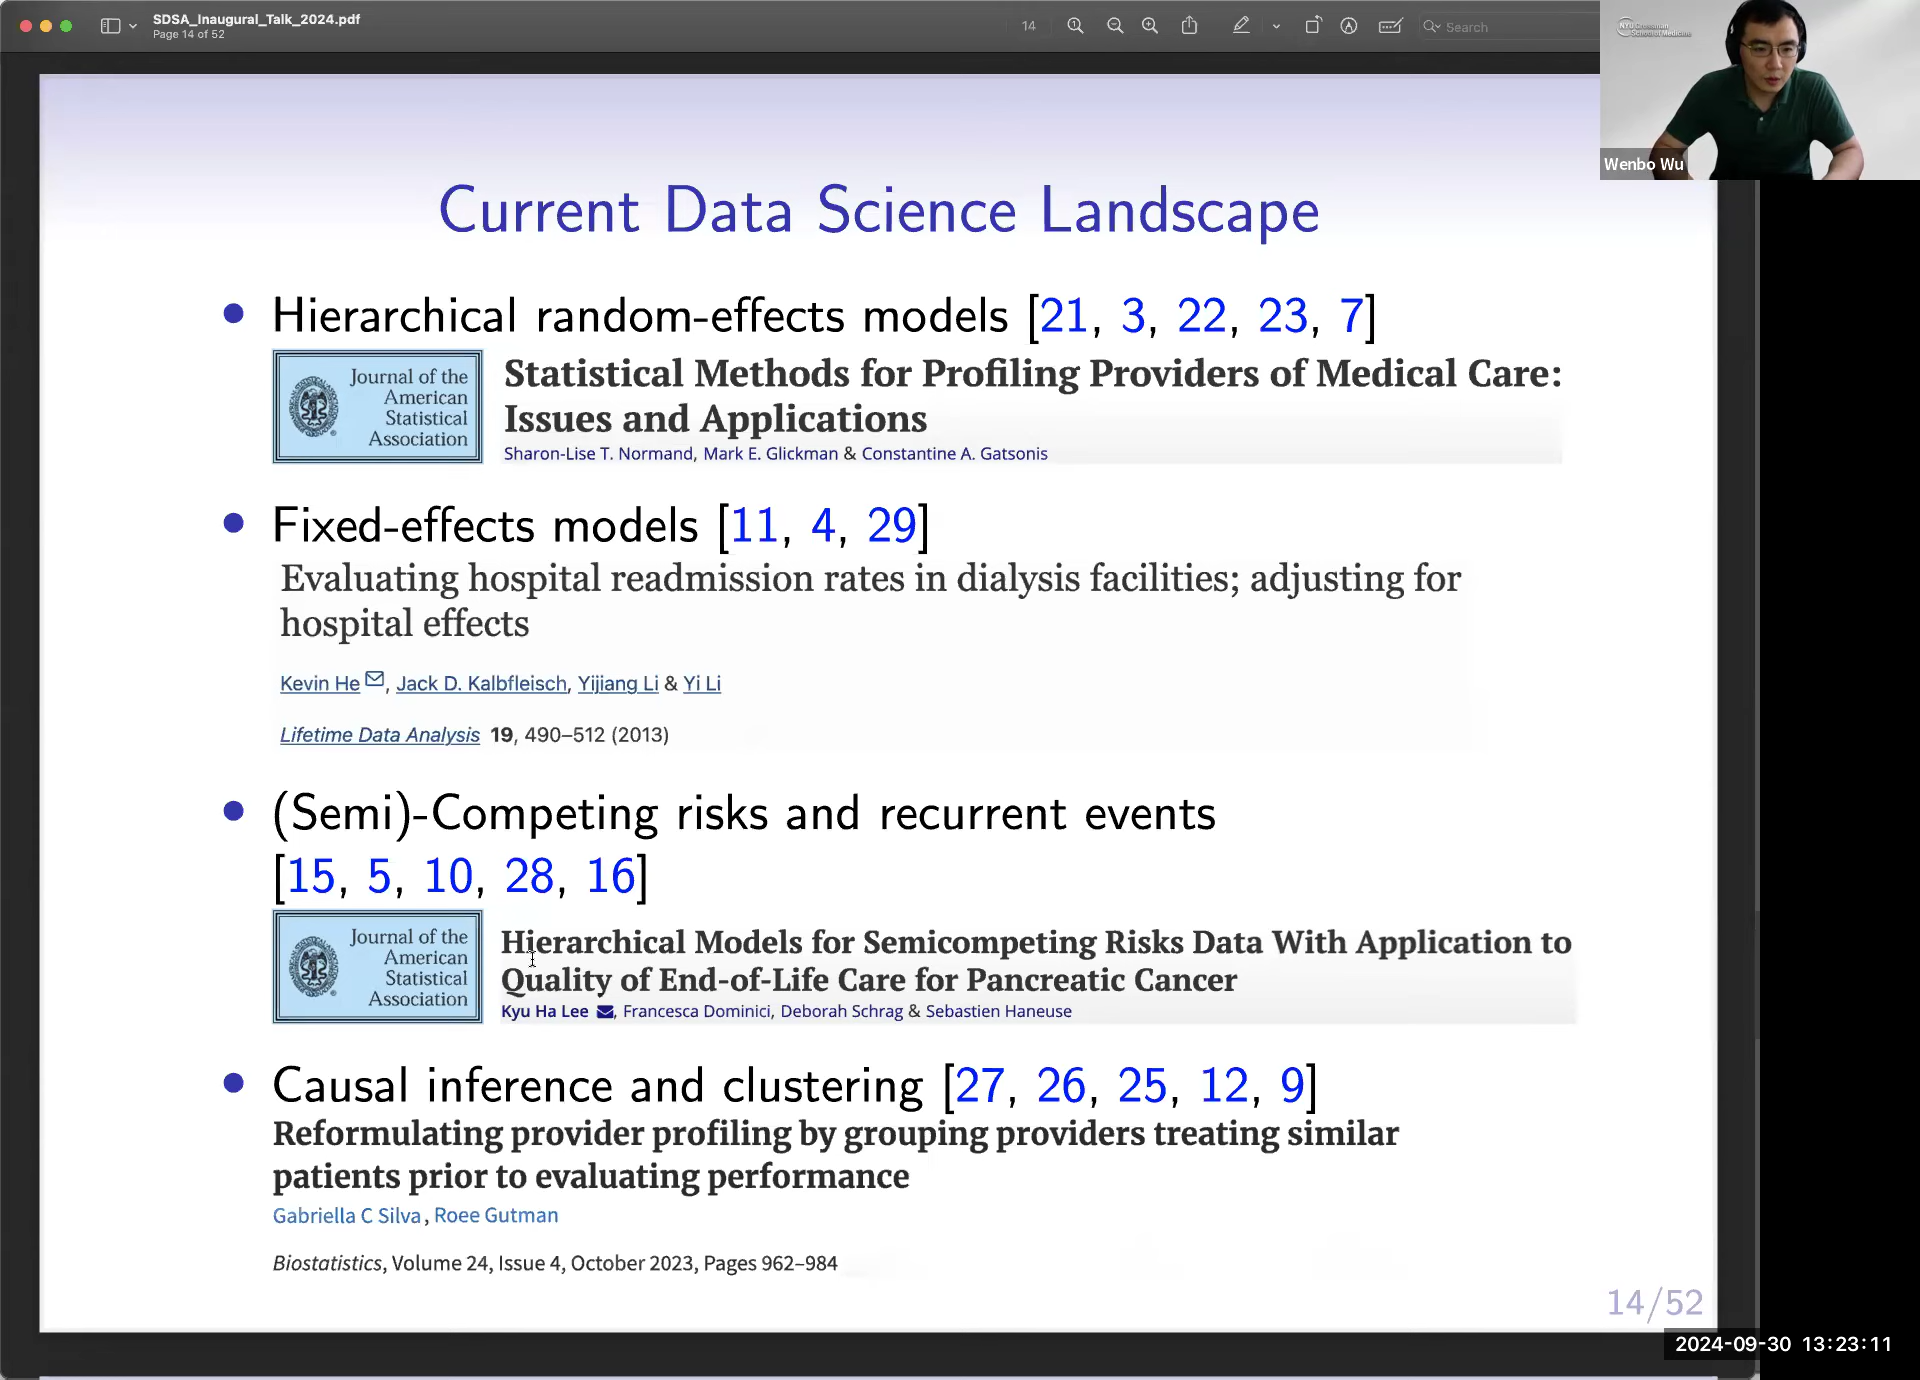 SDSA_Inaugural_Talk_2024.pdf
Page 14 of 52
14
Search
NYU Grossman
School of Medicine
Wenbo Wu
Current Data Science Landscape
Hierarchical random-effects models [21, 3, 22, 23, 7]
Journal of the
American
Statistical
Association
Statistical Methods for Profiling Providers of Medical Care:
Issues and Applications
Sharon-Lise T. Normand, Mark E. Glickman & Constantine A. Gatsonis
Fixed-effects models [11, 4, 29]
Evaluating hospital readmission rates in dialysis facilities; adjusting for
hospital effects
Kevin He, Jack D. Kalbfleisch, Yijiang Li & Yi Li
Lifetime Data Analysis 19, 490–512 (2013)
(Semi)-Competing risks and recurrent events
[15, 5, 10, 28, 16]
Journal of the
American
Statistical
Association
Hierarchical Models for Semicompeting Risks Data With Application to
Quality of End-of-Life Care for Pancreatic Cancer
Kyu Ha Lee, Francesca Dominici, Deborah Schrag & Sebastien Haneuse
Causal inference and clustering [27, 26, 25, 12, 9]
Reformulating provider profiling by grouping providers treating similar
patients prior to evaluating performance
Gabriella C Silva, Roee Gutman
Biostatistics, Volume 24, Issue 4, October 2023, Pages 962–984
14/52
2024-09-30 13:23:11